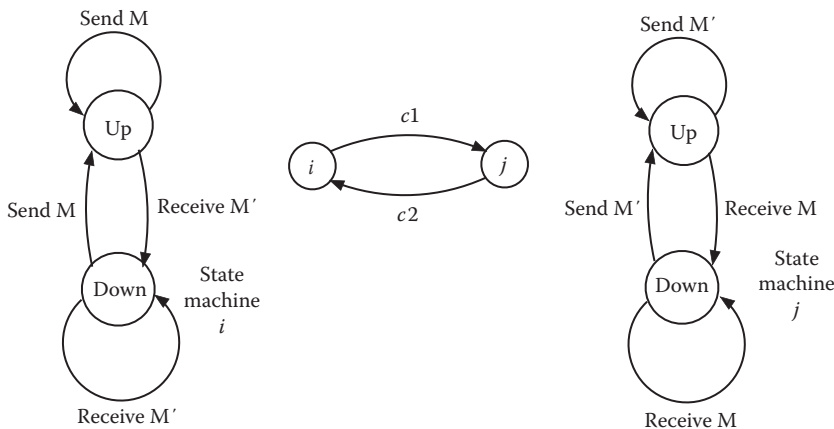 Send M
Up
Send M
Receive M′
Down
State
machine
i
Receive M′
c1
i
j
c2
Send M′
Up
Send M′
Receive M
Down
State
machine
j
Receive M